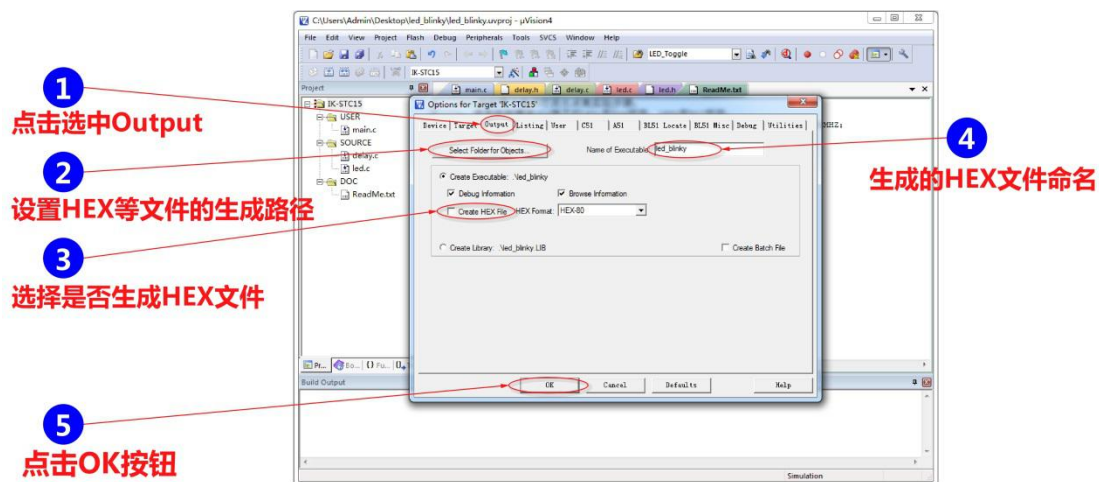 C:\Users\Admin\Desktop\led_blinky\led_blinky.uvproj - µVision4
File Edit View Project Flash Debug Peripherals Tools SVCS Window Help
LED_Toggle
IK-STC15
Project
main.c delay.h delay.c led.c led.h ReadMe.txt
IK-STC15
USER
main.c
SOURCE
delay.c
led.c
DOC
ReadMe.txt
Options for Target 'IK-STC15'
Device Target Output Listing User C51 A51 BL51 Locate BL51 Misc Debug Utilities
MHZ;
Select Folder for Objects...
Name of Executable: led_blinky
Create Executable: .\led_blinky
Debug Information
Browse Information
Create HEX File
HEX Format: HEX-80
Create Library: .\led_blinky.LIB
Create Batch File
OK Cancel Defaults Help
Pr... Bo... {} Fu...
Build Output
Simulation
1
点击选中Output
2
设置HEX等文件的生成路径
3
选择是否生成HEX文件
4
生成的HEX文件命名
5
点击OK按钮